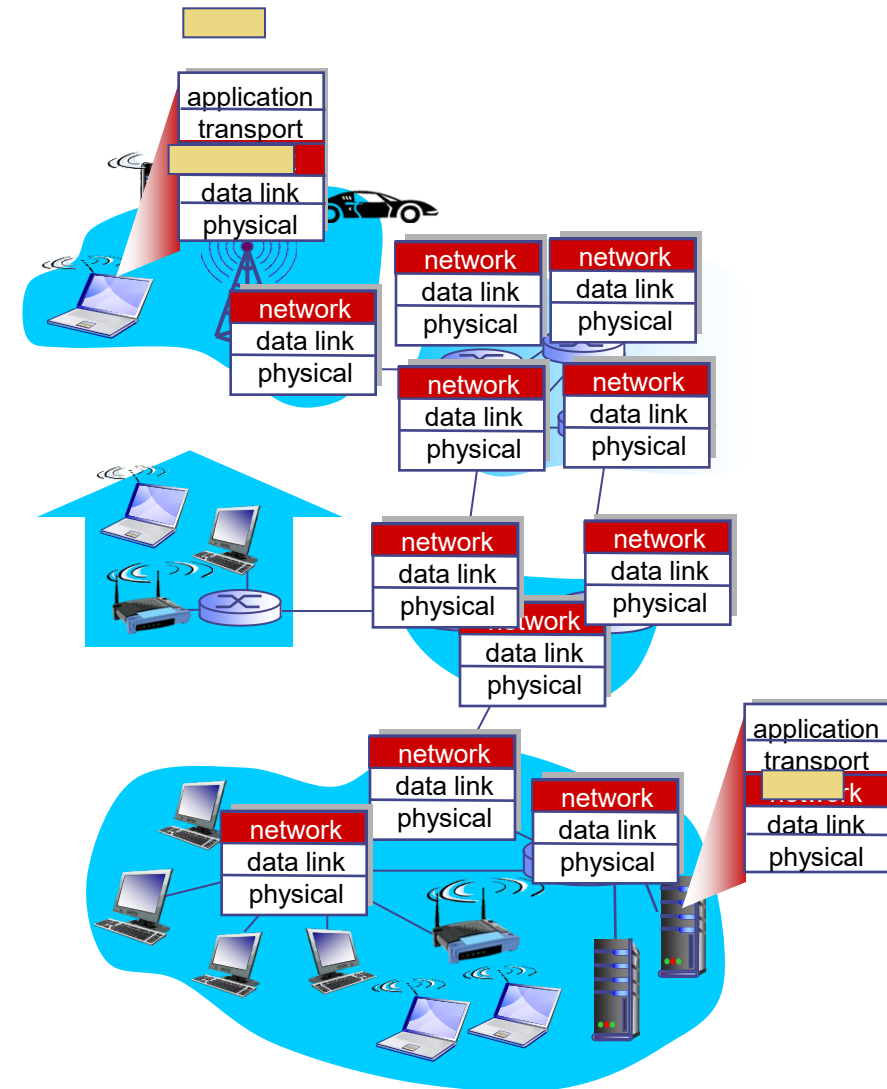 application
transport
data link
physical
network
data link
physical
network
data link
physical
network
data link
physical
network
data link
physical
network
data link
physical
network
data link
physical
network
data link
physical
network
data link
physical
application
transport
network
data link
physical
network
data link
physical
network
data link
physical
network
data link
physical